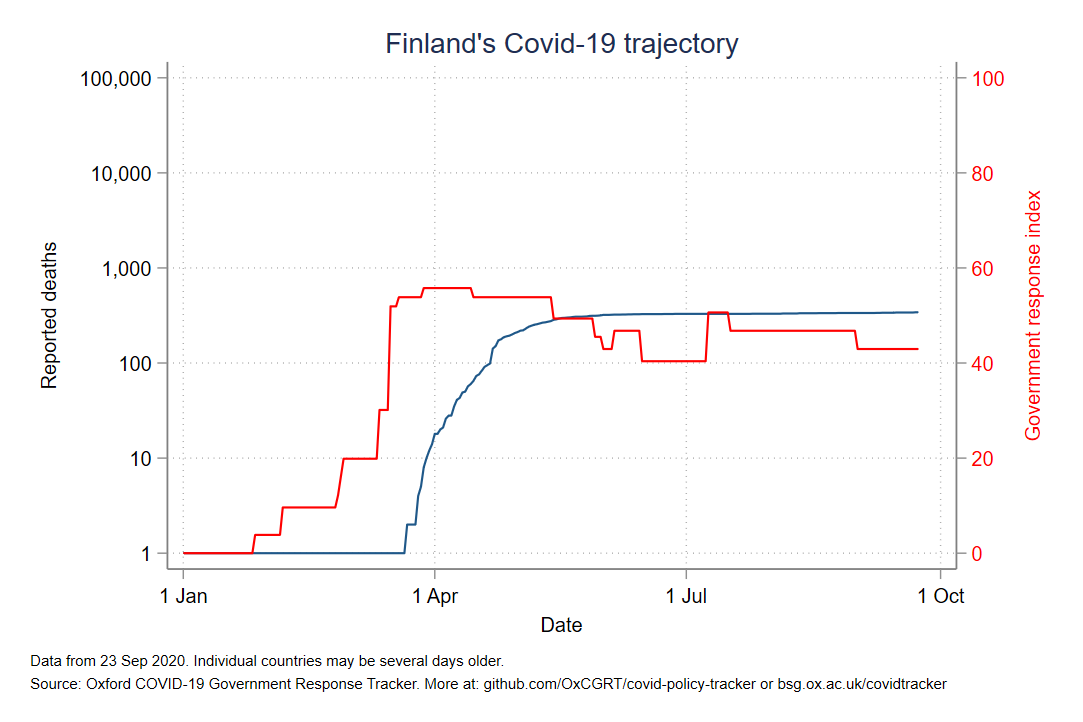 Finland's Covid-19 trajectory
100,000
10,000
1,000
100
10
1
Reported deaths
100
80
60
40
20
0
Government response index
1 Jan
1 Apr
1 Jul
1 Oct
Date
Data from 23 Sep 2020. Individual countries may be several days older.
Source: Oxford COVID-19 Government Response Tracker. More at: github.com/OxCGRT/covid-policy-tracker or bsg.ox.ac.uk/covidtracker